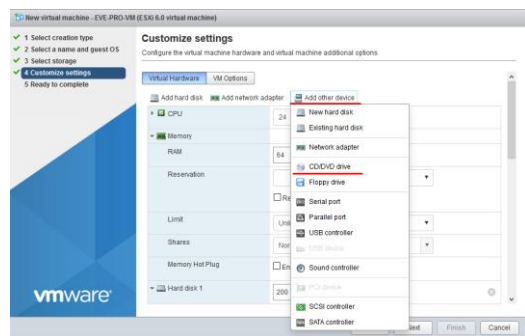 New virtual machine - EVE-PRO-VM (ESXi 6.0 virtual machine)
1 Select creation type
2 Select a name and guest OS
3 Select storage
4 Customize settings
5 Ready to complete
Customize settings
Configure the virtual machine hardware and virtual machine additional options
Virtual Hardware VM Options
Add hard disk Add network adapter Add other device
CPU 24
Memory
RAM 64
Reservation
Limit
Shares
Memory Hot Plug
Hard disk 1 200
New hard disk
Existing hard disk
Network adapter
CD/DVD drive
Floppy drive
Serial port
Parallel port
USB controller
USB device
Sound controller
PCI device
SCSI controller
SATA controller
vmware
Finish Cancel